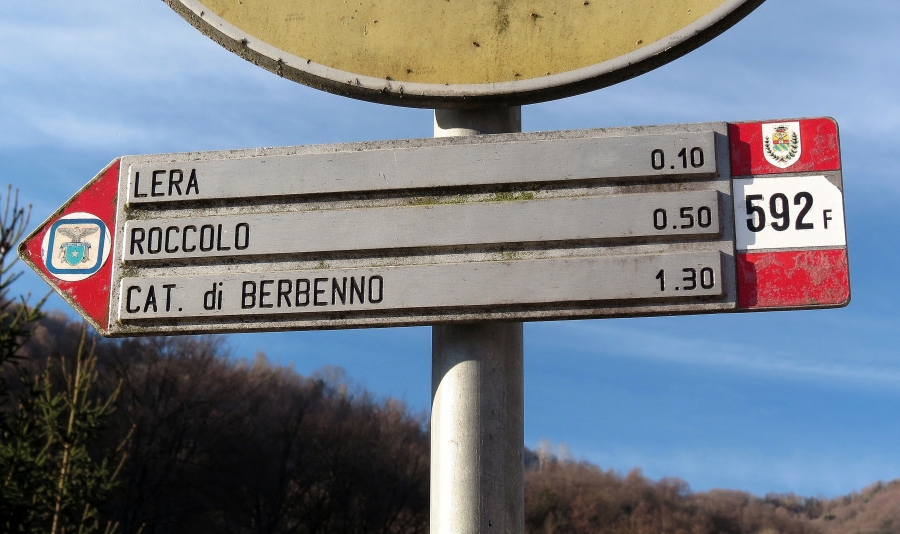 LERA 0.10
ROCCOLO 0.50
CAT. di BERBENNO 1.30
592 F